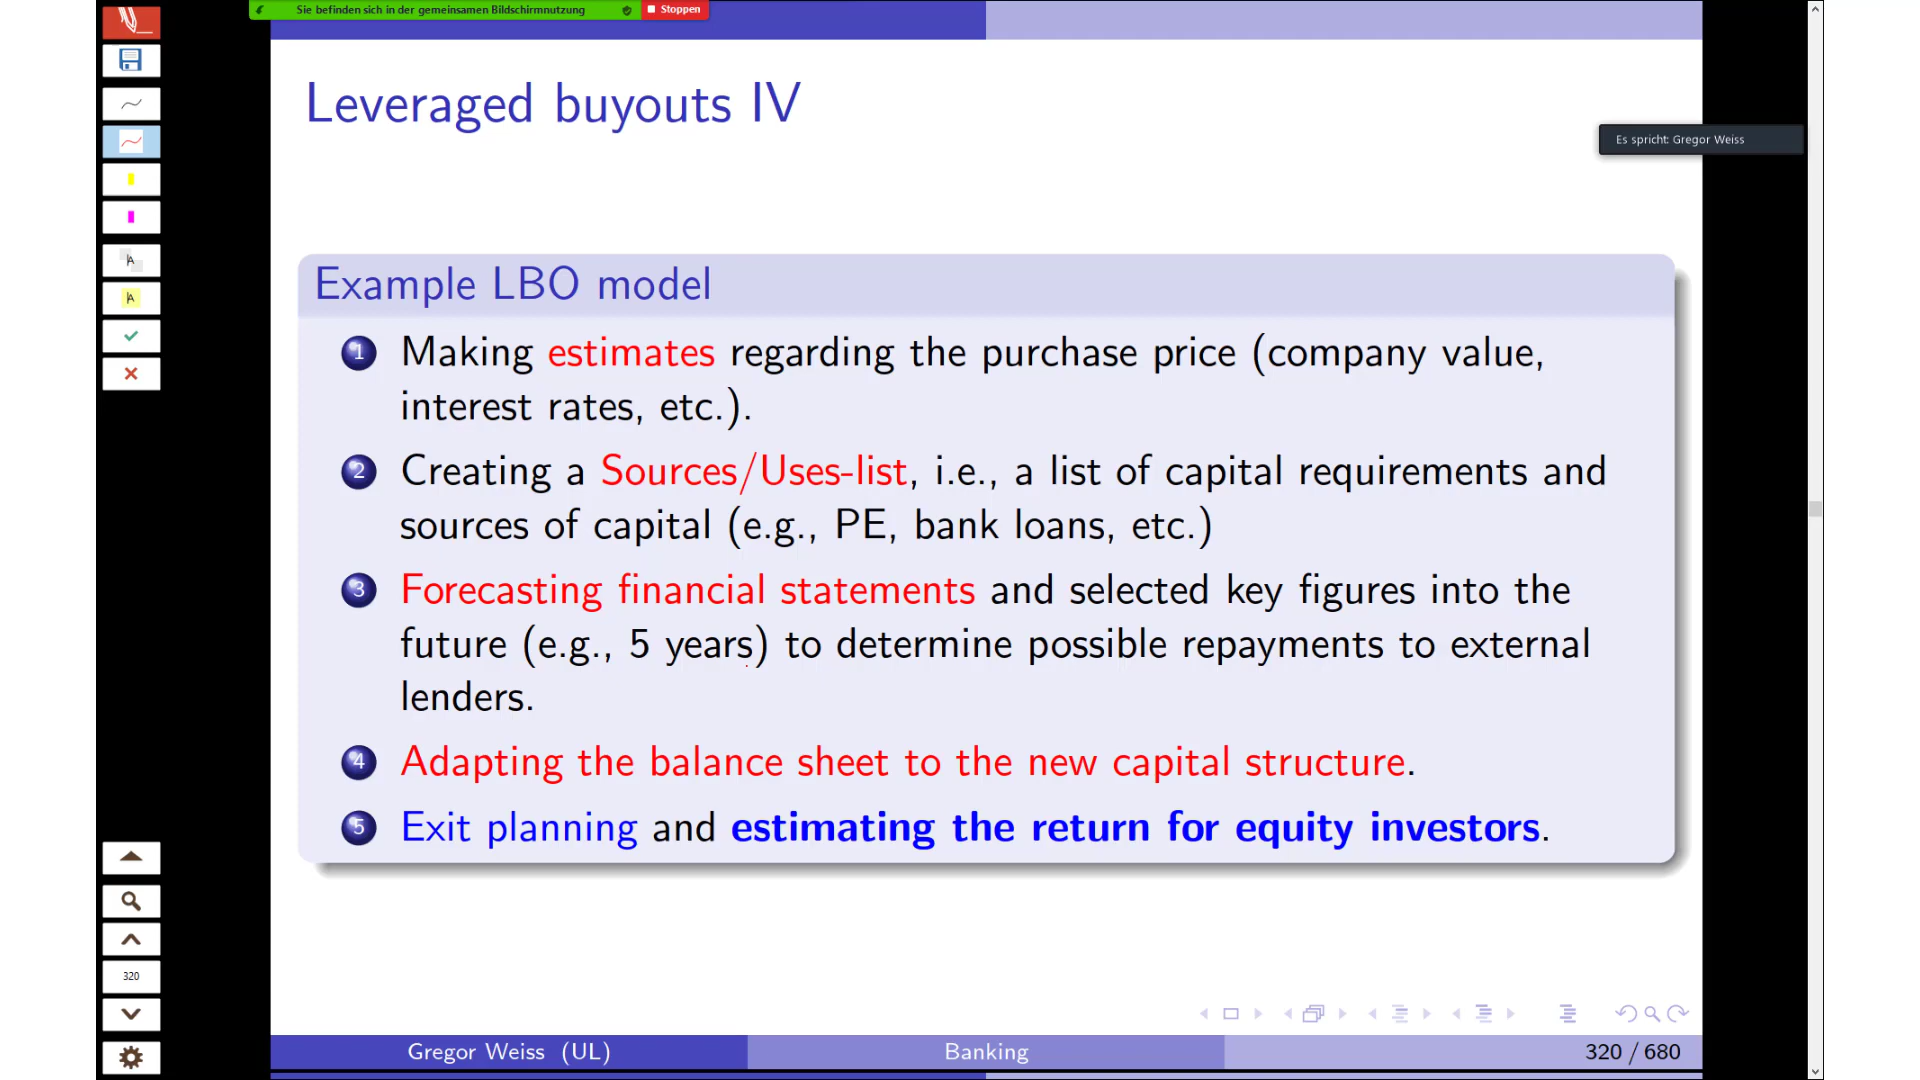 Sie befinden sich in der gemeinsamen Bildschirmnutzung
Stoppen
Leveraged buyouts IV
Es spricht: Gregor Weiss
Example LBO model
1 Making estimates regarding the purchase price (company value,
interest rates, etc.).
2 Creating a Sources/Uses-list, i.e., a list of capital requirements and
sources of capital (e.g., PE, bank loans, etc.)
3 Forecasting financial statements and selected key figures into the
future (e.g., 5 years) to determine possible repayments to external
lenders.
4 Adapting the balance sheet to the new capital structure.
5 Exit planning and estimating the return for equity investors.
A
A
320
Gregor Weiss (UL)
Banking
320 / 680